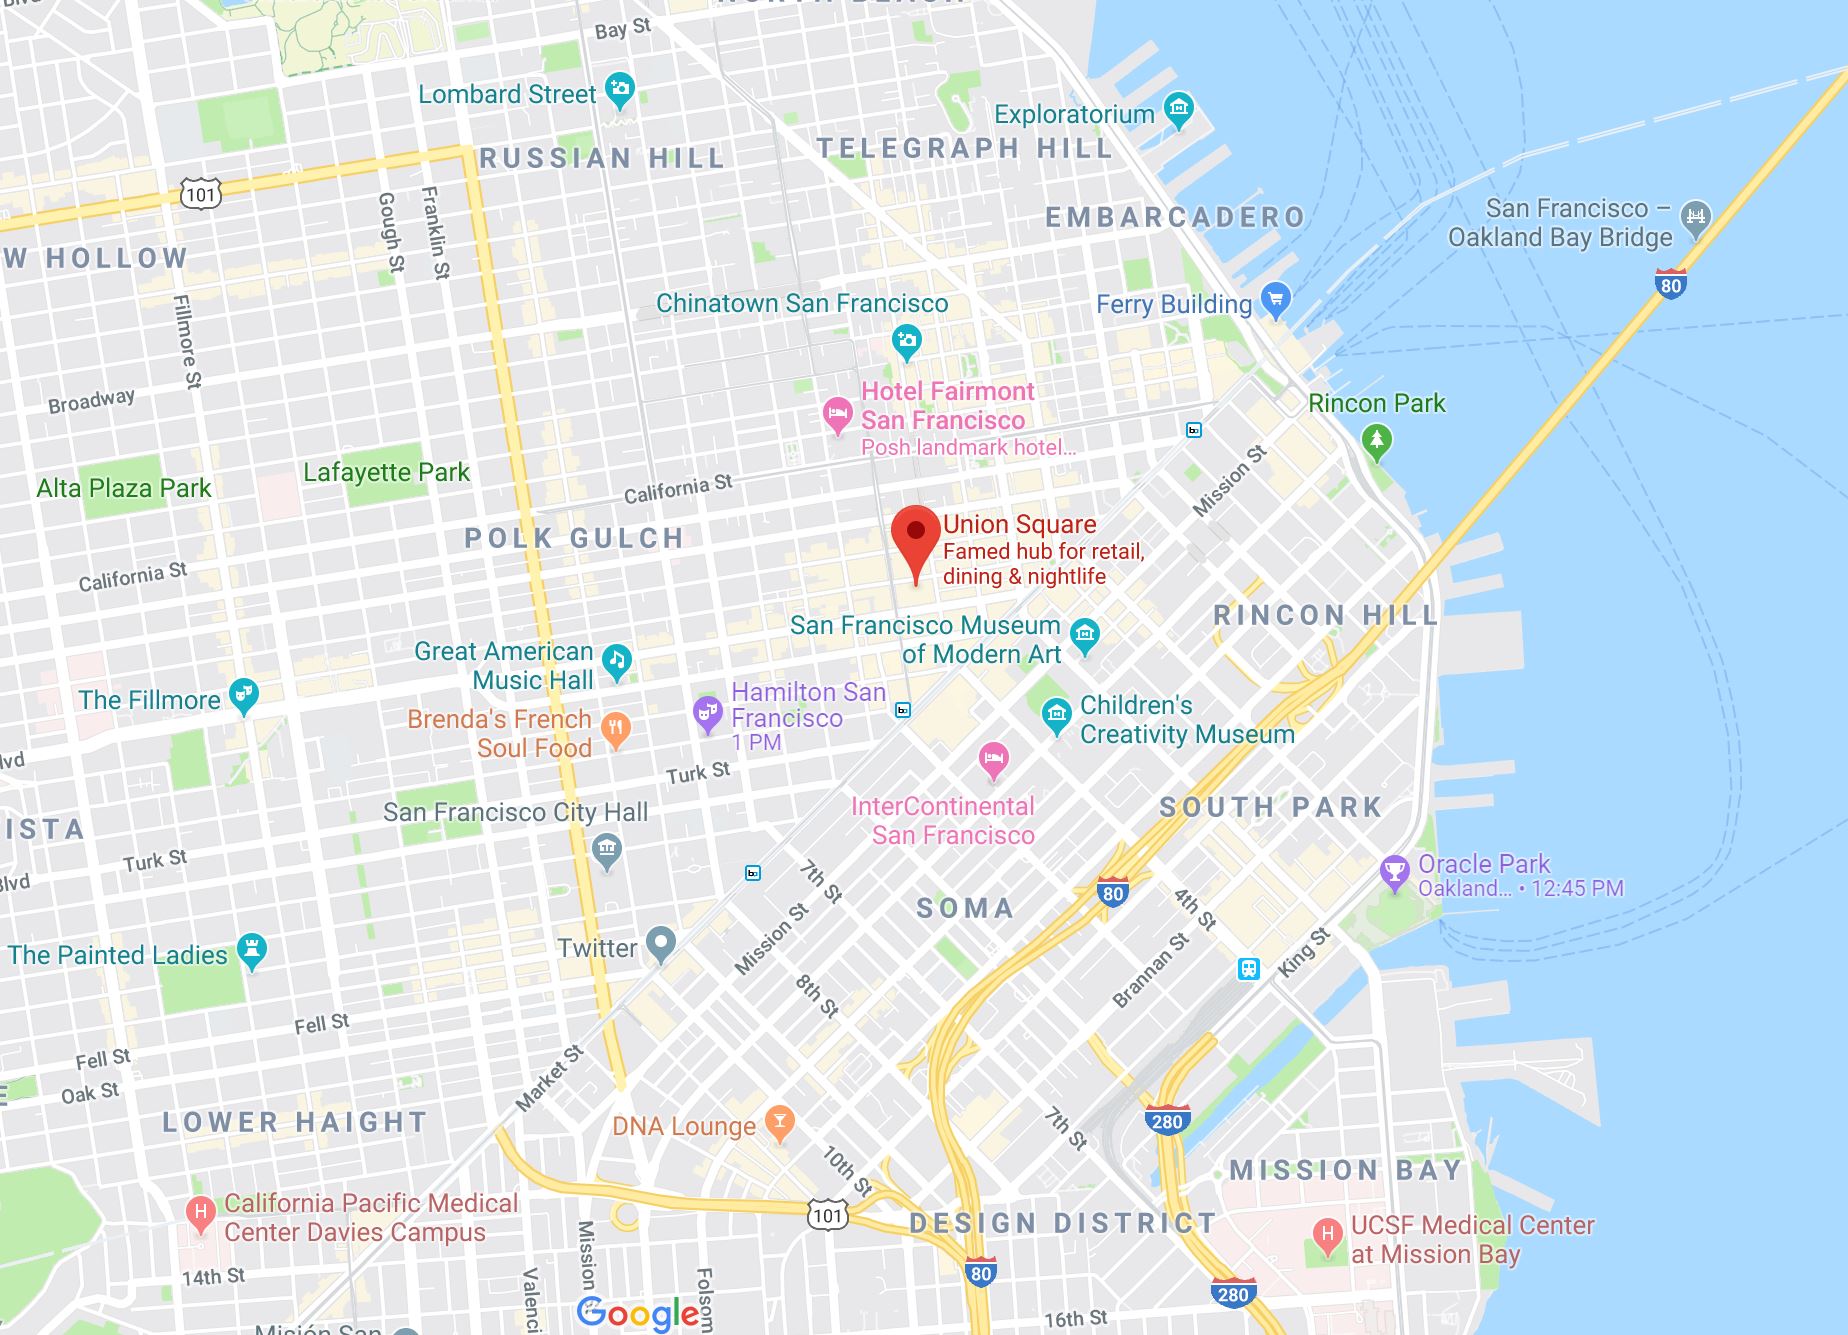 Bay St
Lombard Street
Exploratorium
TELEGRAPH HILL
RUSSIAN HILL
101
Gough St
Franklin St
EMBARCADERO
San Francisco –
Oakland Bay Bridge
80
W HOLLOW
Fillmore St
Chinatown San Francisco
Ferry Building
Broadway
Hotel Fairmont
San Francisco
Posh landmark hotel...
Rincon Park
Mission St
Alta Plaza Park
Lafayette Park
California St
POLK GULCH
Union Square
Famed hub for retail,
dining & nightlife
California St
RINCON HILL
San Francisco Museum
of Modern Art
Great American
Music Hall
The Fillmore
Hamilton San
Francisco
1 PM
Children's
Creativity Museum
Brenda's French
Soul Food
lvd
Turk St
InterContinental
San Francisco
SOUTH PARK
San Francisco City Hall
ISTA
Turk St
lvd
7th St
80
4th St
Oracle Park
Oakland... • 12:45 PM
SOMA
Mission St
Twitter
The Painted Ladies
King St
Brannan St
8th St
Fell St
Fell St
Oak St
Market St
LOWER HAIGHT
DNA Lounge
7th St
280
10th St
MISSION BAY
California Pacific Medical
Center Davies Campus
101
DESIGN DISTRICT
UCSF Medical Center
at Mission Bay
14th St
Mission S
Valenci
Folsom
80
280
Google
16th St